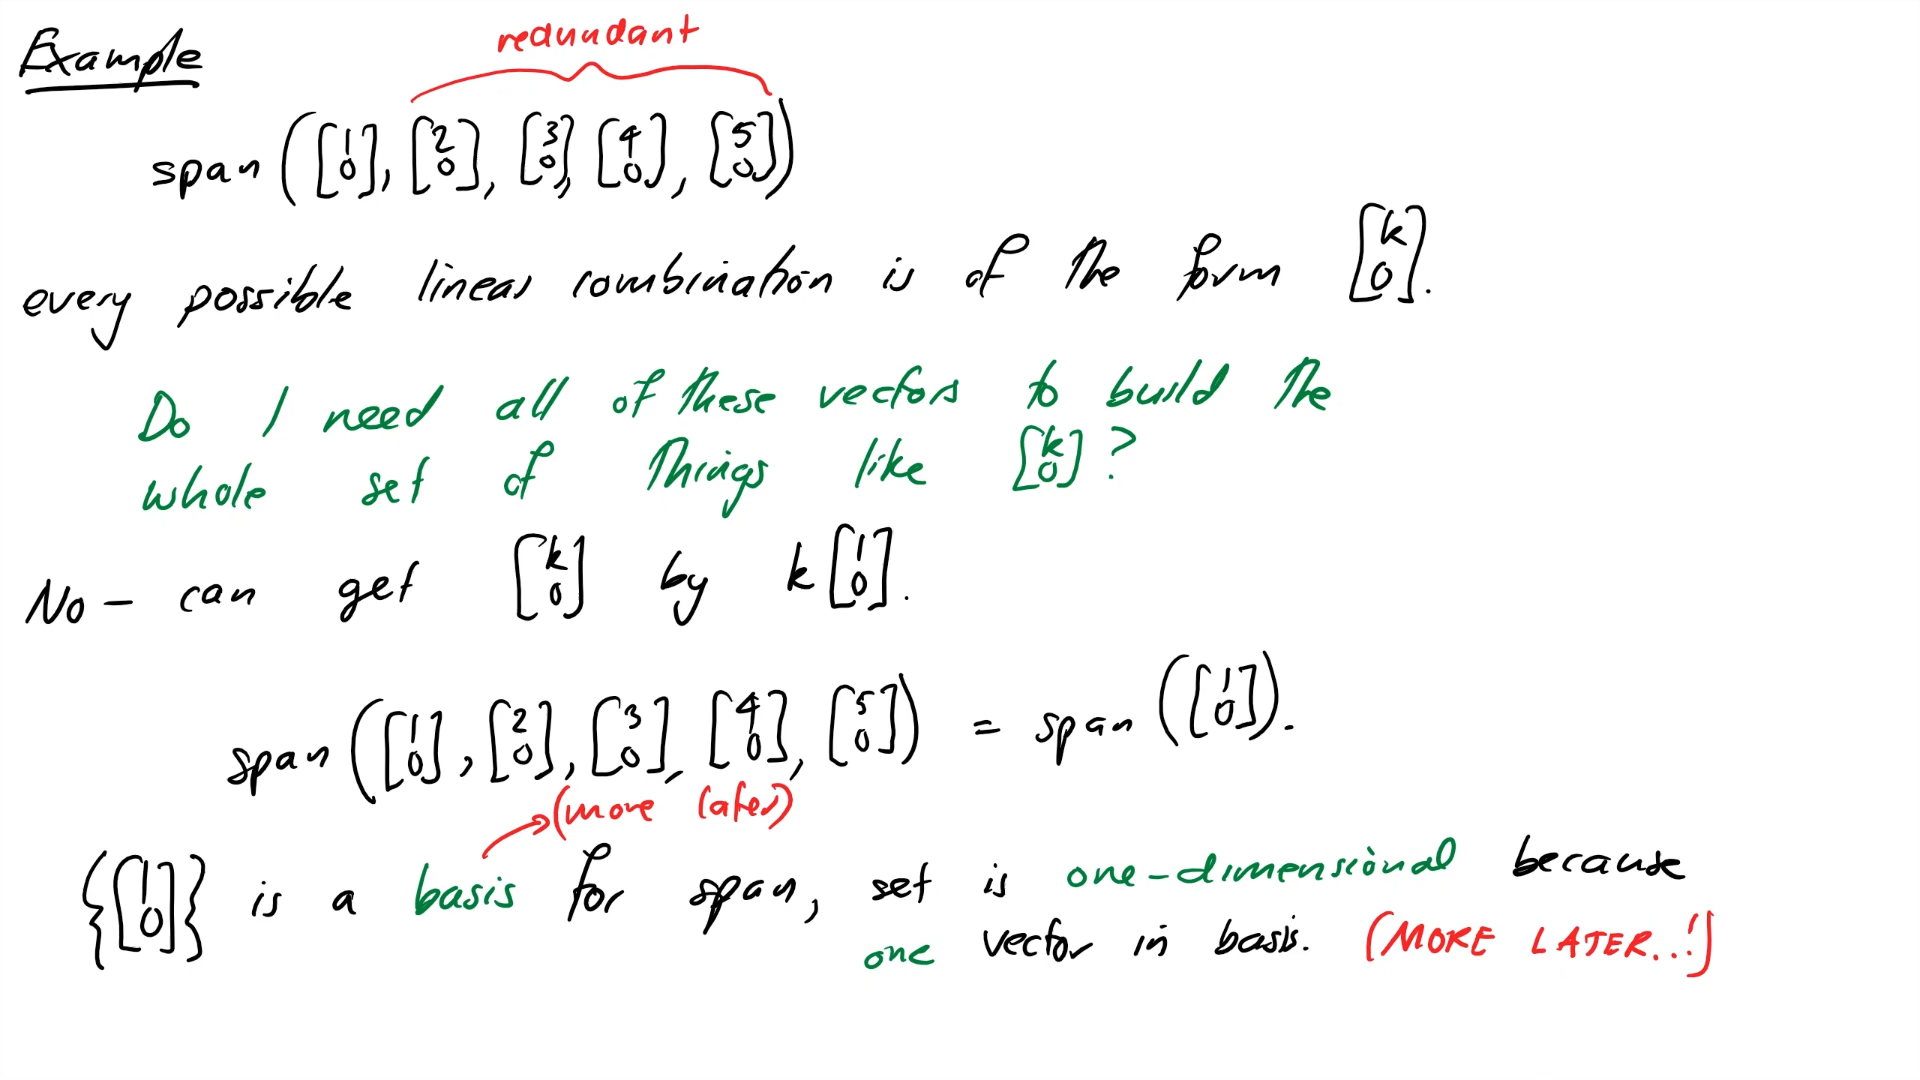 Example
redundant
span([1 0], [2 0], [3 0], [4 0], [5 0])
every possible linear combination is of the form [k 0].
Do I need all of these vectors to build the
whole set of things like [k 0]?
No – can get [k 0] by k[1 0].
span([1 0], [2 0], [3 0], [4 0], [5 0]) = span([1 0]).
(more later)
{[1 0]} is a basis for span, set is one-dimensional because
one vector in basis. (MORE LATER..!)